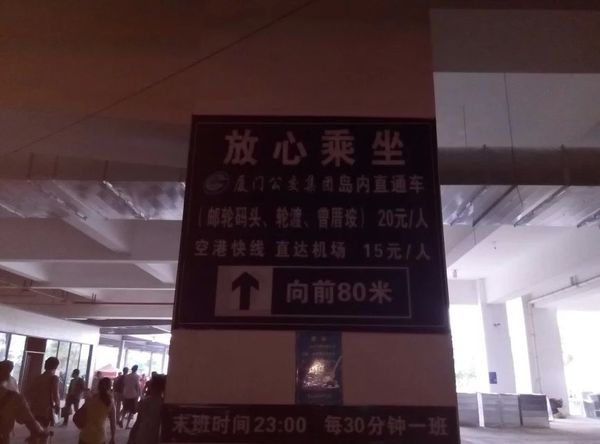 放心乘坐
厦门公交集团岛内直通车
(邮轮码头、轮渡、曾厝垵) 20元/人
空港快线 直达机场 15元/人
向前80米
末班时间23:00 每30分钟一班